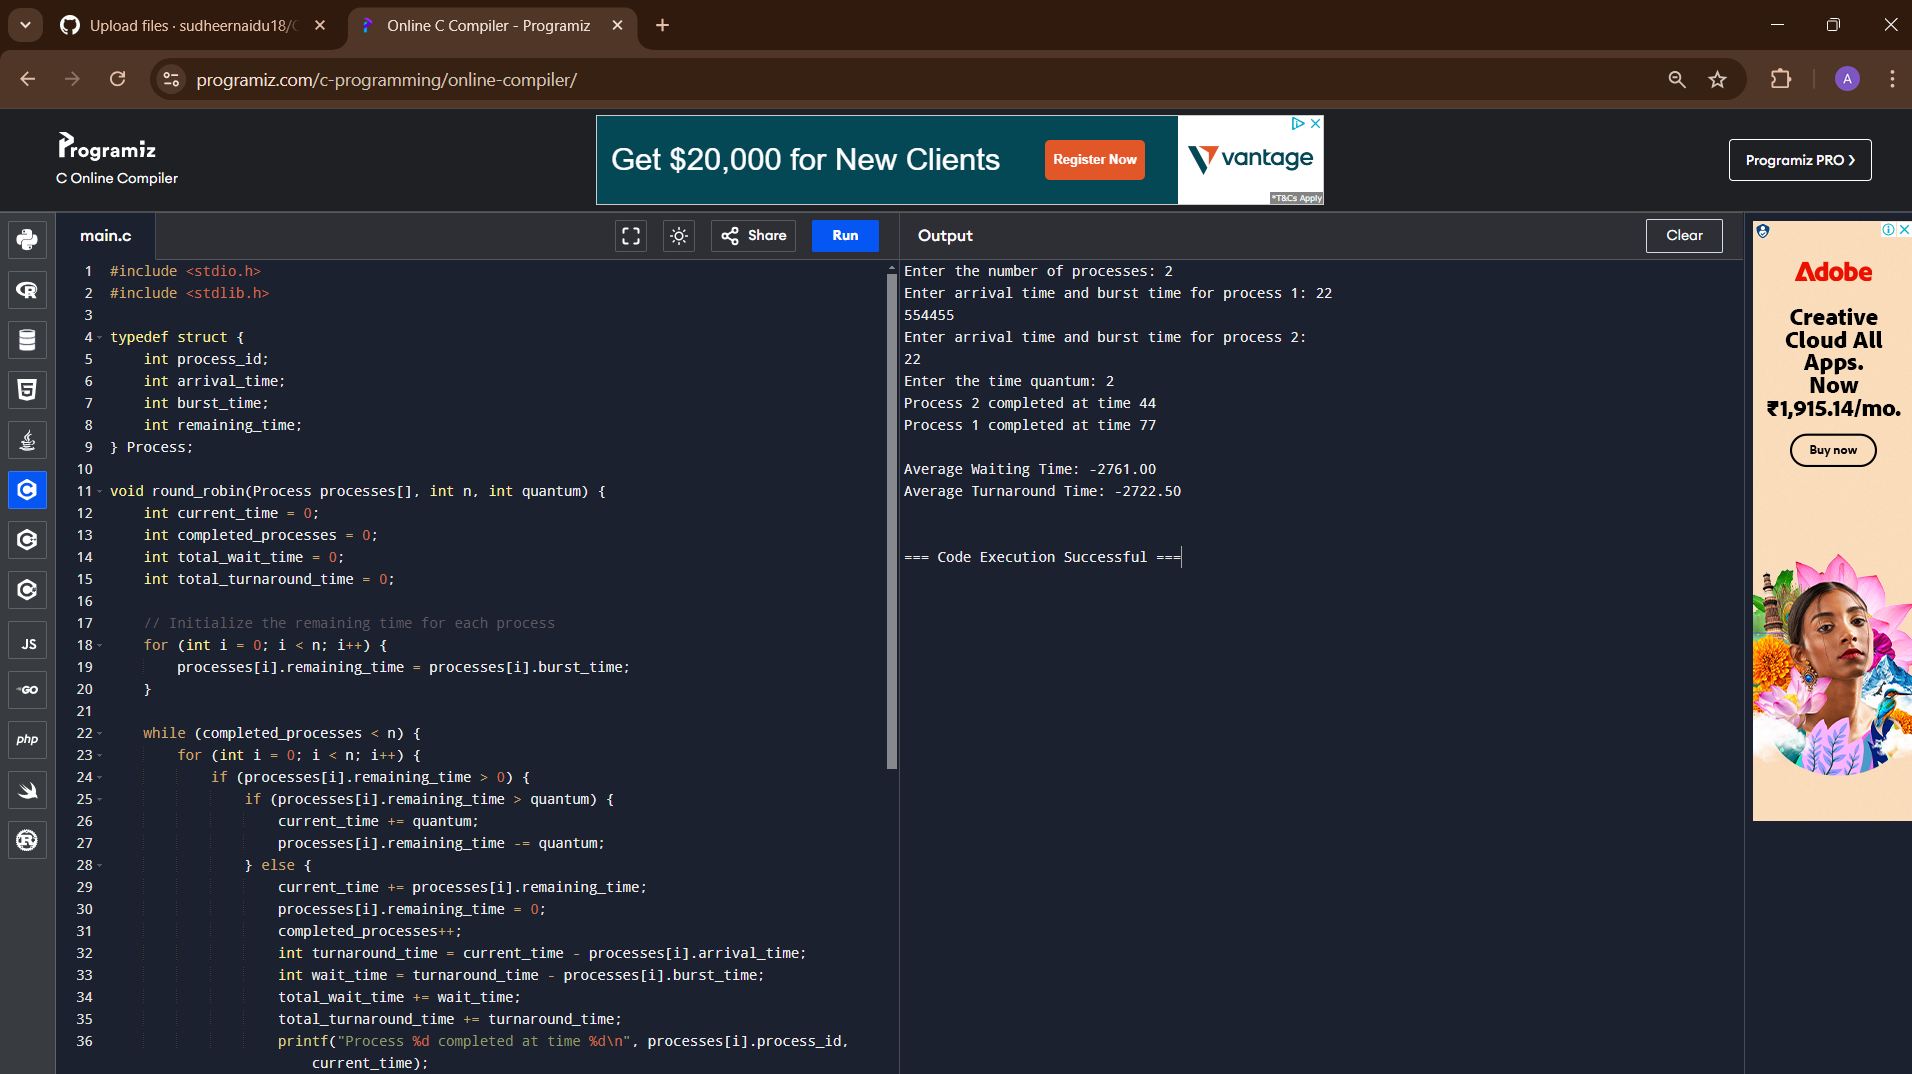 Upload files · sudheernaidu18/C
Online C Compiler - Programiz
programiz.com/c-programming/online-compiler/
A
Programiz
C Online Compiler
Get $20,000 for New Clients
Register Now
vantage
*T&Cs Apply
Programiz PRO
main.c
Share
Run
Output
Clear
1 #include <stdio.h>
2 #include <stdlib.h>
3
4 typedef struct {
5 int process_id;
6 int arrival_time;
7 int burst_time;
8 int remaining_time;
9 } Process;
10
11 void round_robin(Process processes[], int n, int quantum) {
12 int current_time = 0;
13 int completed_processes = 0;
14 int total_wait_time = 0;
15 int total_turnaround_time = 0;
16
17 // Initialize the remaining time for each process
18 for (int i = 0; i < n; i++) {
19 processes[i].remaining_time = processes[i].burst_time;
20 }
21
22 while (completed_processes < n) {
23 for (int i = 0; i < n; i++) {
24 if (processes[i].remaining_time > 0) {
25 if (processes[i].remaining_time > quantum) {
26 current_time += quantum;
27 processes[i].remaining_time -= quantum;
28 } else {
29 current_time += processes[i].remaining_time;
30 processes[i].remaining_time = 0;
31 completed_processes++;
32 int turnaround_time = current_time - processes[i].arrival_time;
33 int wait_time = turnaround_time - processes[i].burst_time;
34 total_wait_time += wait_time;
35 total_turnaround_time += turnaround_time;
36 printf("Process %d completed at time %d\n", processes[i].process_id,
current_time);
Enter the number of processes: 2
Enter arrival time and burst time for process 1: 22
554455
Enter arrival time and burst time for process 2:
22
Enter the time quantum: 2
Process 2 completed at time 44
Process 1 completed at time 77
Average Waiting Time: -2761.00
Average Turnaround Time: -2722.50
=== Code Execution Successful ===
JS
GO
php
Adobe
Creative
Cloud All
Apps.
Now
₹1,915.14/mo.
Buy now